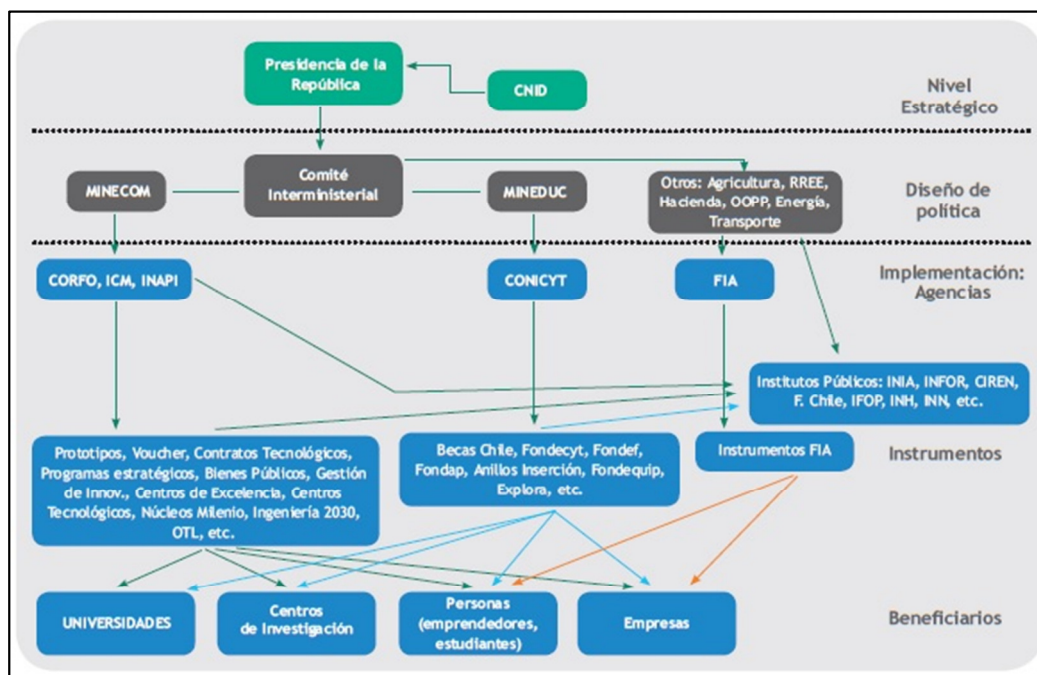 Presidencia de la
República
CNID
Nivel
Estratégico
MINECOM
Comité
Interministerial
MINEDUC
Otros: Agricultura, RREE,
Hacienda, OOPP, Energía,
Transporte
Diseño de
política
CORFO, ICM, INAPI
CONICYT
FIA
Implementación:
Agencias
Institutos Públicos: INIA, INFOR, CIREN,
F. Chile, IFOP, INH, INN, etc.
Prototipos, Voucher, Contratos Tecnológicos,
Programas estratégicos, Bienes Públicos, Gestión
de Innov., Centros de Excelencia, Centros
Tecnológicos, Núcleos Milenio, Ingeniería 2030,
OTL, etc.
Becas Chile, Fondecyt, Fondef,
Fondap, Anillos Inserción, Fondequip,
Explora, etc.
Instrumentos FIA
Instrumentos
UNIVERSIDADES
Centros
de Investigación
Personas
(emprendedores,
estudiantes)
Empresas
Beneficiarios